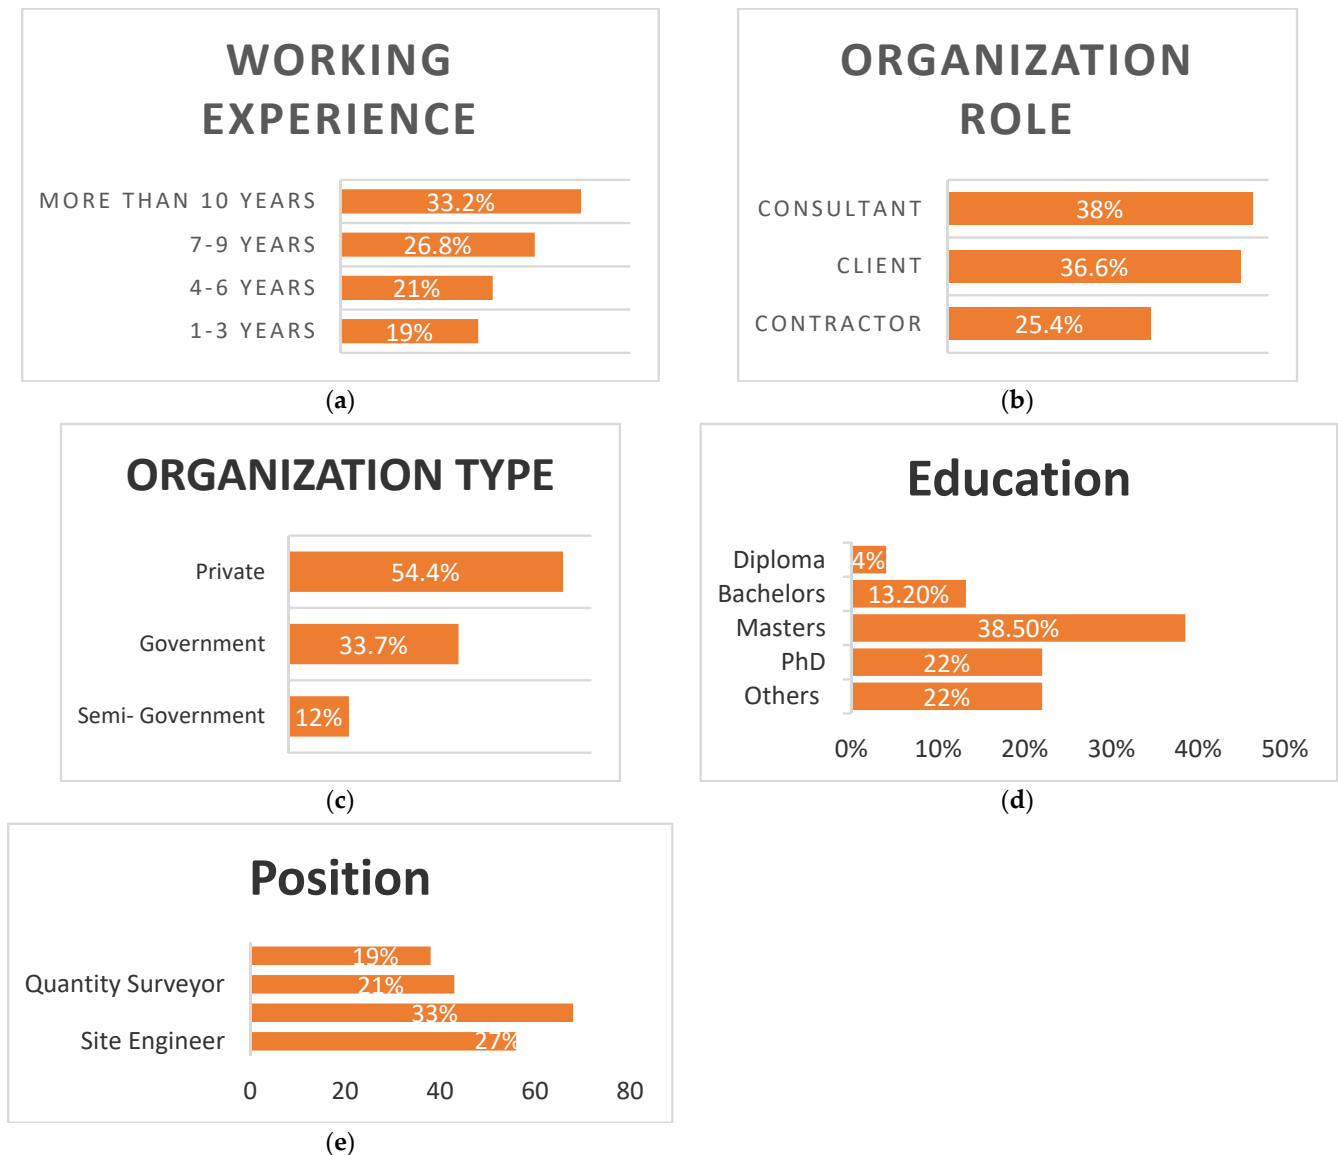 WORKING
EXPERIENCE
MORE THAN 10 YEARS 33.2%
7-9 YEARS 26.8%
4-6 YEARS 21%
1-3 YEARS 19%
(a)
ORGANIZATION
ROLE
CONSULTANT 38%
CLIENT 36.6%
CONTRACTOR 25.4%
(b)
ORGANIZATION TYPE
Private 54.4%
Government 33.7%
Semi- Government 12%
(c)
Education
Diploma 4%
Bachelors 13.20%
Masters 38.50%
PhD 22%
Others 22%
0% 10% 20% 30% 40% 50%
(d)
Position
19%
Quantity Surveyor 21%
33%
Site Engineer 27%
0 20 40 60 80
(e)